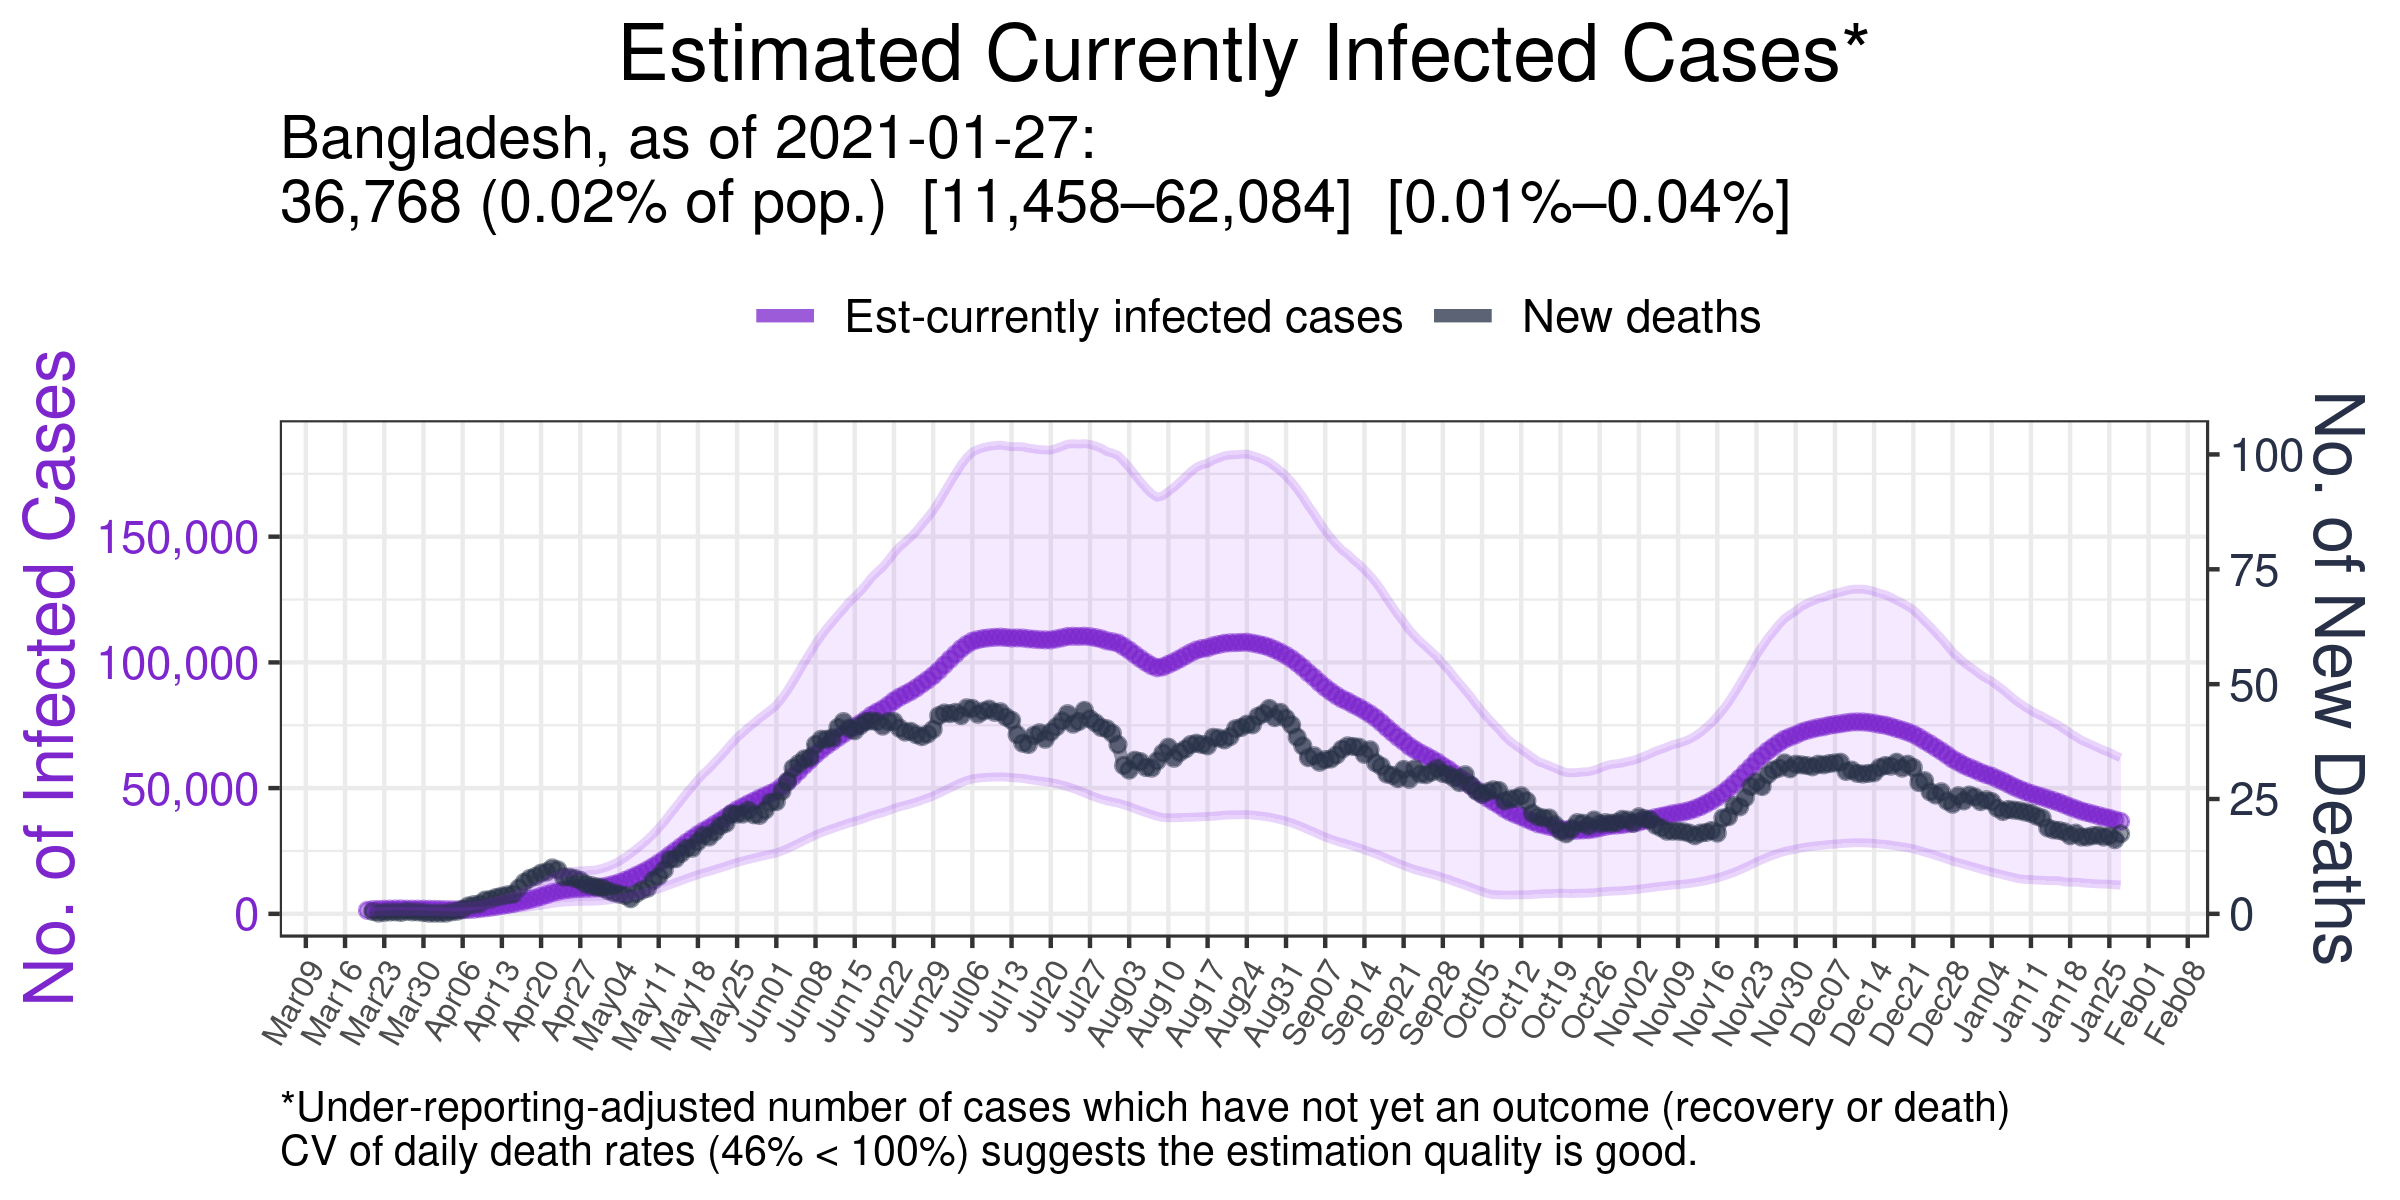 Estimated Currently Infected Cases*
Bangladesh, as of 2021-01-27:
36,768 (0.02% of pop.) [11,458–62,084] [0.01%–0.04%]
Est-currently infected cases New deaths
No. of Infected Cases
150,000
100,000
50,000
0
100
75
50
25
0
No. of New Deaths
Mar09 Mar16 Mar23 Mar30 Apr06 Apr13 Apr20 Apr27 May04 May11 May18 May25 Jun01 Jun08 Jun15 Jun22 Jun29 Jul06 Jul13 Jul20 Jul27 Aug03 Aug10 Aug17 Aug24 Aug31 Sep07 Sep14 Sep21 Sep28 Oct05 Oct12 Oct19 Oct26 Nov02 Nov09 Nov16 Nov23 Nov30 Dec07 Dec14 Dec21 Dec28 Jan04 Jan11 Jan18 Jan25 Feb01 Feb08
*Under-reporting-adjusted number of cases which have not yet an outcome (recovery or death)
CV of daily death rates (46% < 100%) suggests the estimation quality is good.